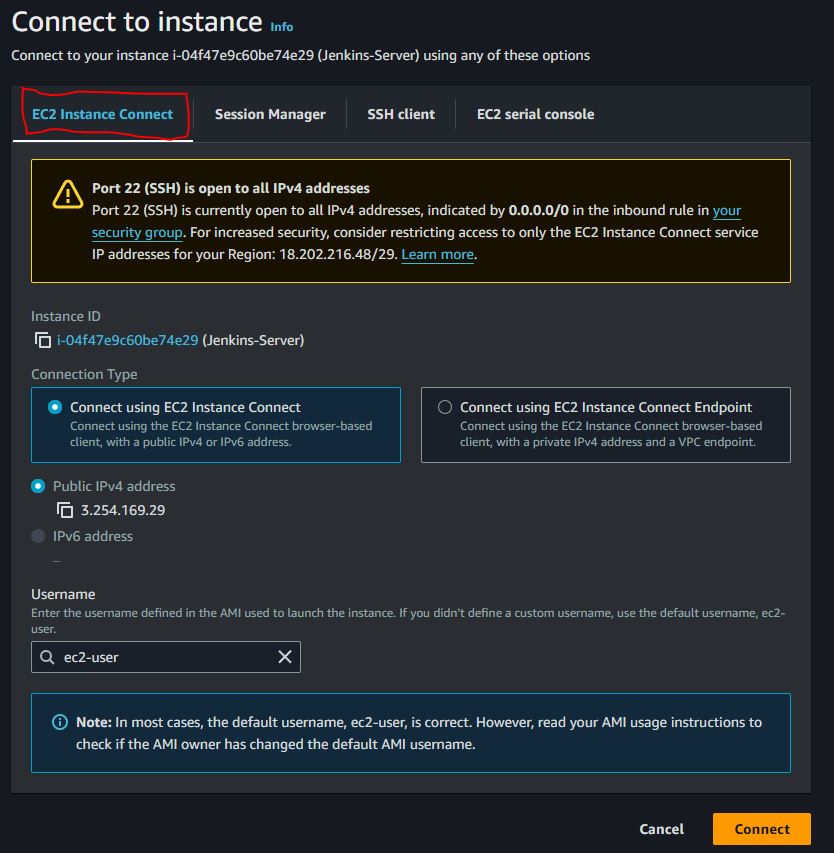 Connect to instance Info
Connect to your instance i-04f47e9c60be74e29 (Jenkins-Server) using any of these options
EC2 Instance Connect
Session Manager
SSH client
EC2 serial console
Port 22 (SSH) is open to all IPv4 addresses
Port 22 (SSH) is currently open to all IPv4 addresses, indicated by 0.0.0.0/0 in the inbound rule in your
security group. For increased security, consider restricting access to only the EC2 Instance Connect service
IP addresses for your Region: 18.202.216.48/29. Learn more.
Instance ID
i-04f47e9c60be74e29 (Jenkins-Server)
Connection Type
Connect using EC2 Instance Connect
Connect using the EC2 Instance Connect browser-based
client, with a public IPv4 or IPv6 address.
Connect using EC2 Instance Connect Endpoint
Connect using the EC2 Instance Connect browser-based
client, with a private IPv4 address and a VPC endpoint.
Public IPv4 address
3.254.169.29
IPv6 address
–
Username
Enter the username defined in the AMI used to launch the instance. If you didn't define a custom username, use the default username, ec2-
user.
ec2-user
Note: In most cases, the default username, ec2-user, is correct. However, read your AMI usage instructions to
check if the AMI owner has changed the default AMI username.
Cancel
Connect